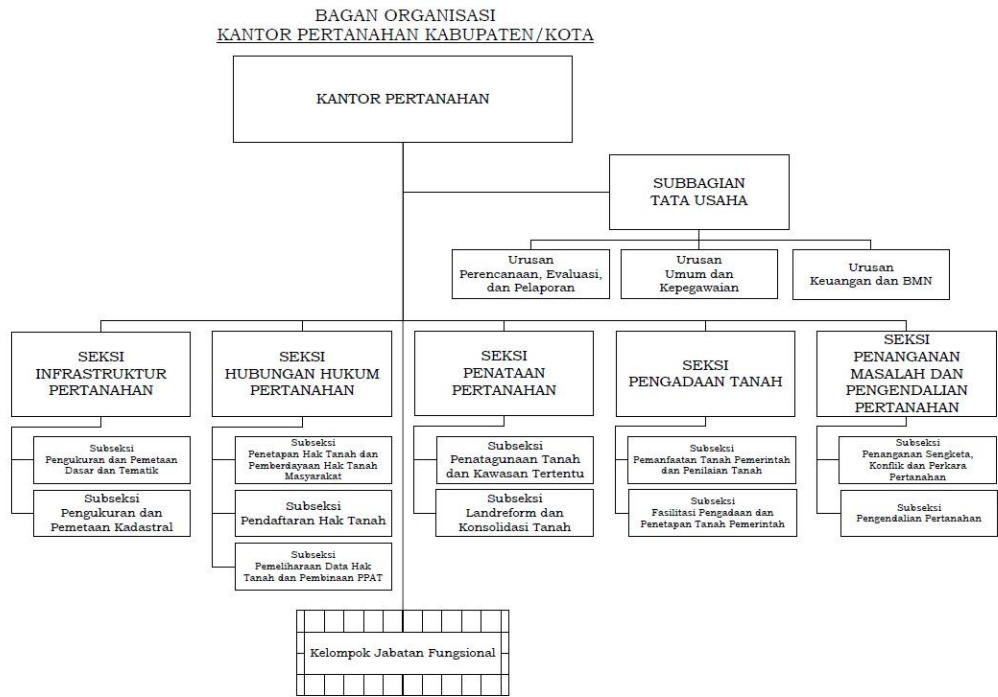 BAGAN ORGANISASI
KANTOR PERTANAHAN KABUPATEN/KOTA
KANTOR PERTANAHAN
SUBBAGIAN
TATA USAHA
Urusan
Perencanaan, Evaluasi,
dan Pelaporan
Urusan
Umum dan
Kepegawaian
Urusan
Keuangan dan BMN
SEKSI
INFRASTRUKTUR
PERTANAHAN
SEKSI
HUBUNGAN HUKUM
PERTANAHAN
SEKSI
PENATAAN
PERTANAHAN
SEKSI
PENGADAAN TANAH
SEKSI
PENANGANAN
MASALAH DAN
PENGENDALIAN
PERTANAHAN
Subseksi
Pengukuran dan Pemetaan
Dasar dan Tematik
Subseksi
Pengukuran dan
Pemetaan Kadastral
Subseksi
Penetapan Hak Tanah dan
Pemberdayaan Hak Tanah
Masyarakat
Subseksi
Pendaftaran Hak Tanah
Subseksi
Pemeliharaan Data Hak
Tanah dan Pembinaan PPAT
Subseksi
Penatagunaan Tanah
dan Kawasan Tertentu
Subseksi
Landreform dan
Konsolidasi Tanah
Subseksi
Pemanfaatan Tanah Pemerintah
dan Penilaian Tanah
Subseksi
Fasilitasi Pengadaan dan
Penetapan Tanah Pemerintah
Subseksi
Penanganan Sengketa,
Konflik dan Perkara
Pertanahan
Subseksi
Pengendalian Pertanahan
Kelompok Jabatan Fungsional